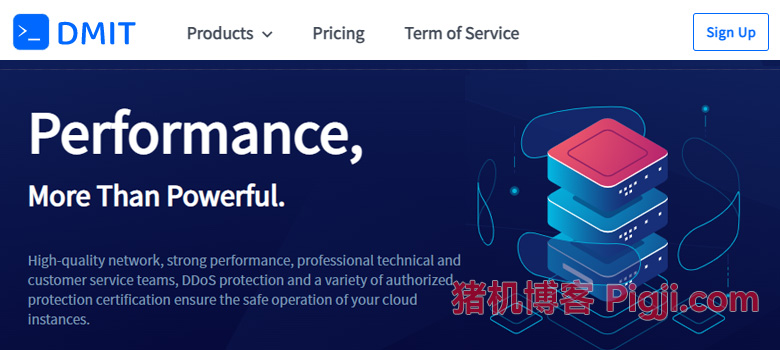 DMIT
Products
Pricing
Term of Service
Sign Up
Performance,
More Than Powerful.
High-quality network, strong performance, professional technical and
customer service teams, DDoS protection and a variety of authorized
protection certification ensure the safe operation of your cloud
instances.
猪机博客 Pigji.com